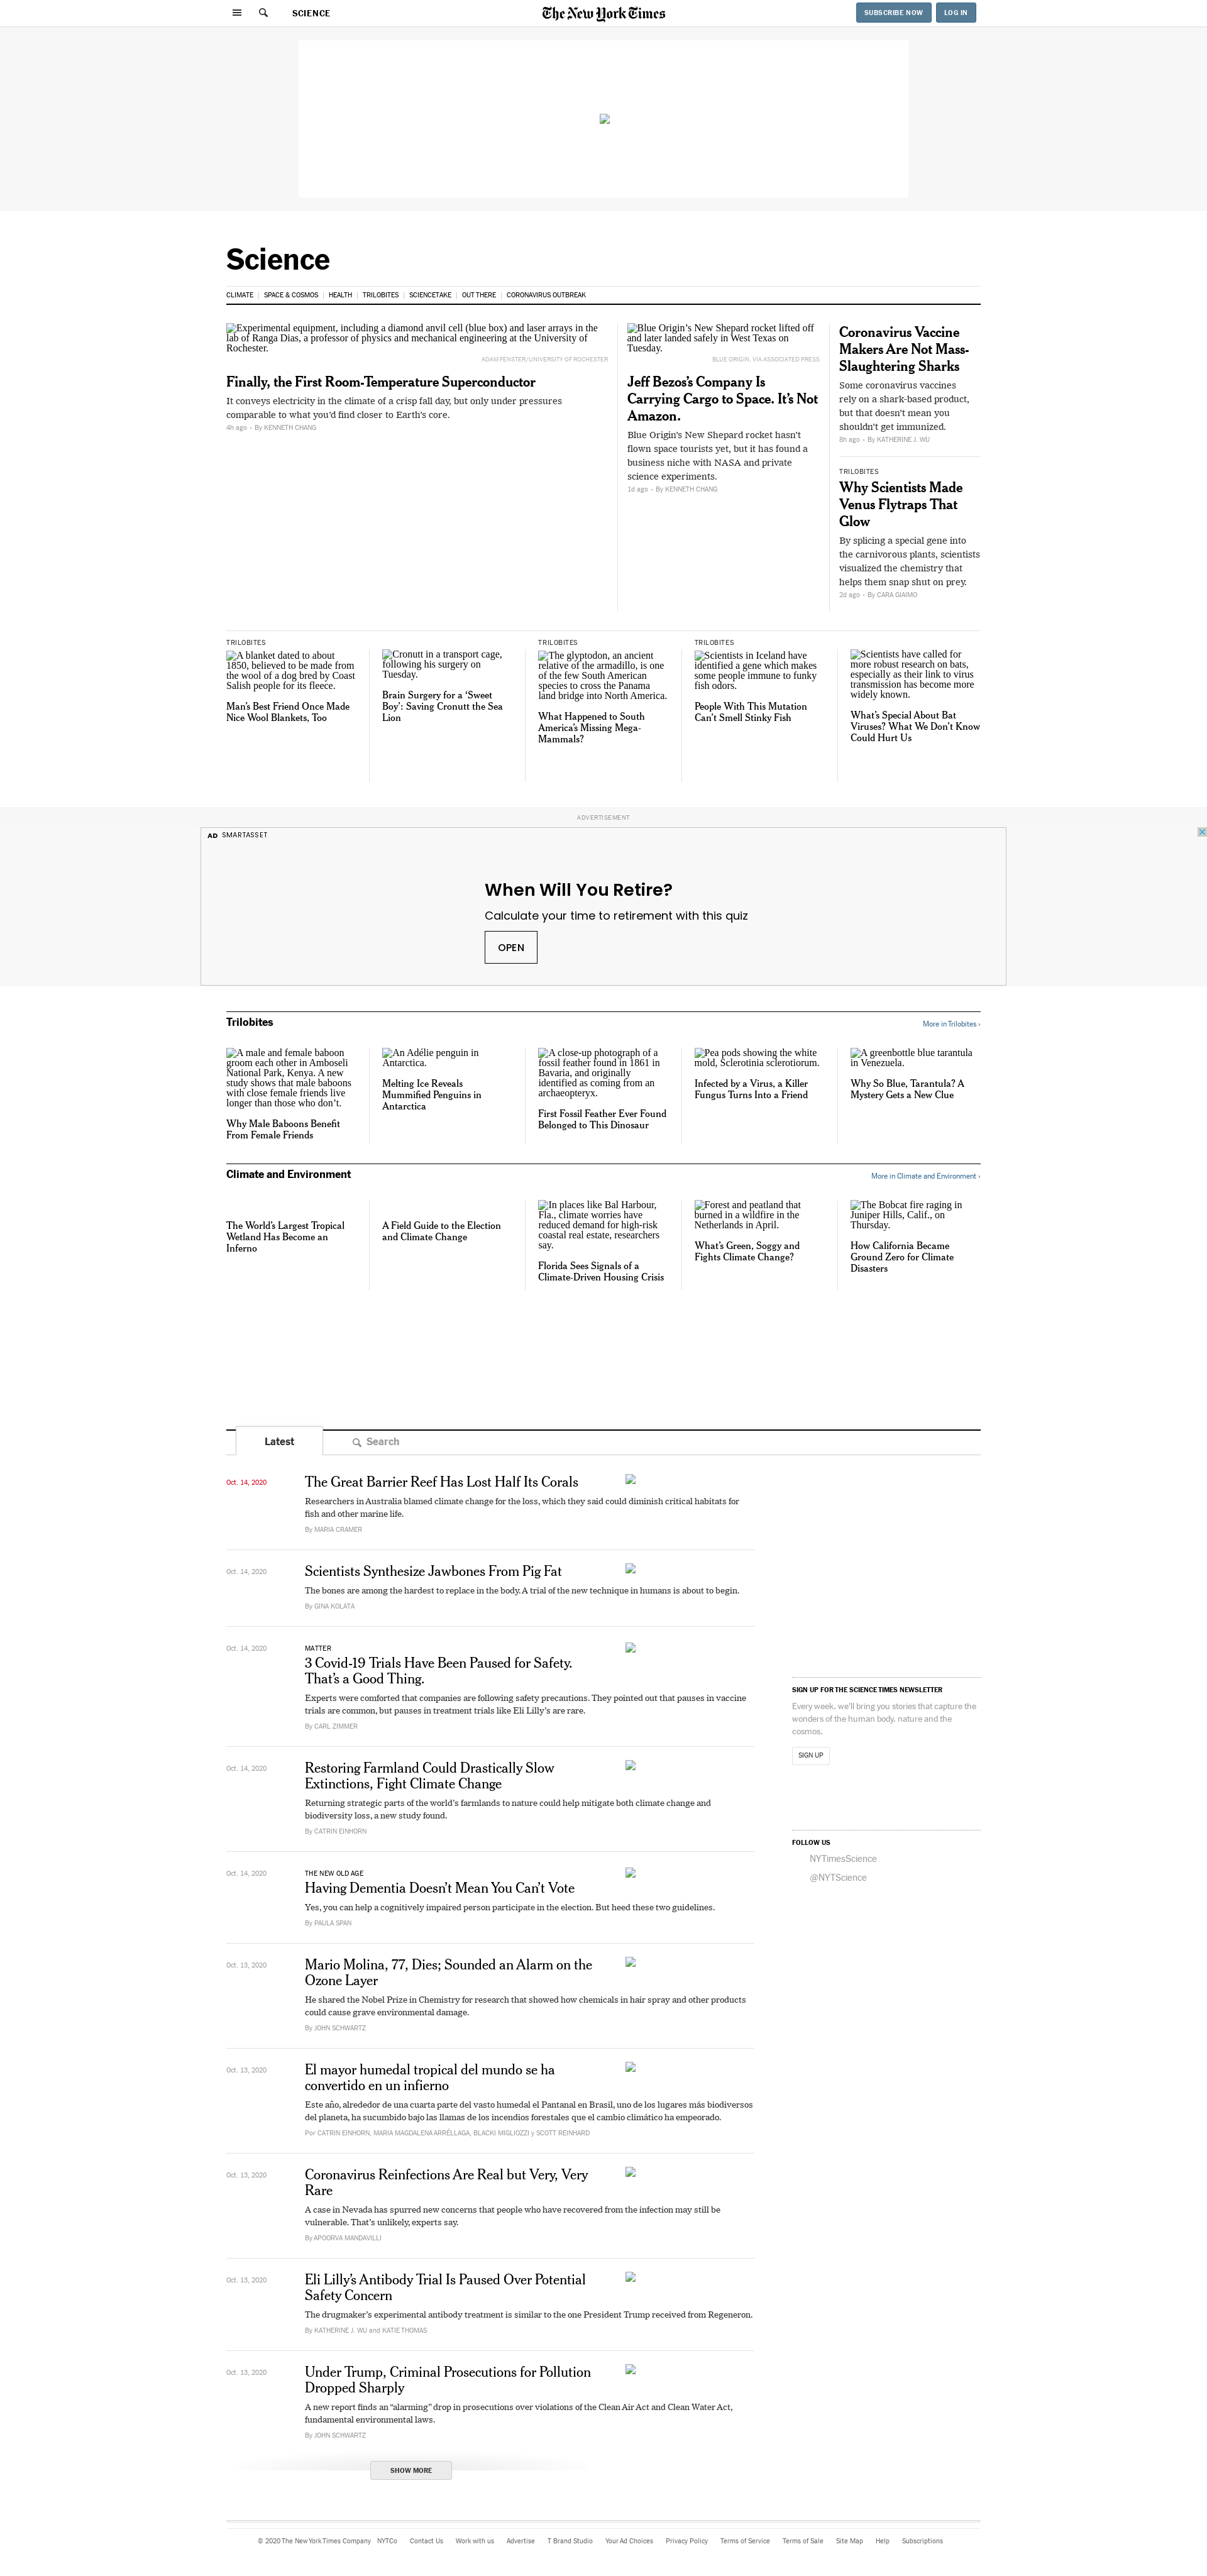 SCIENCE
The New York Times
SUBSCRIBE NOW
LOG IN
Science
CLIMATE
SPACE & COSMOS
HEALTH
TRILOBITES
SCIENCETAKE
OUT THERE
CORONAVIRUS OUTBREAK
Experimental equipment, including a diamond anvil cell (blue box) and laser arrays in the
lab of Ranga Dias, a professor of physics and mechanical engineering at the University of
Rochester.
ADAM FENSTER/UNIVERSITY OF ROCHESTER
Finally, the First Room-Temperature Superconductor
It conveys electricity in the climate of a crisp fall day, but only under pressures
comparable to what you'd find closer to Earth's core.
4h ago • By KENNETH CHANG
Blue Origin's New Shepard rocket lifted off
and later landed safely in West Texas on
Tuesday.
BLUE ORIGIN, VIA ASSOCIATED PRESS
Jeff Bezos's Company Is
Carrying Cargo to Space. It's Not
Amazon.
Blue Origin's New Shepard rocket hasn't
flown space tourists yet, but it has found a
business niche with NASA and private
science experiments.
1d ago • By KENNETH CHANG
Coronavirus Vaccine
Makers Are Not Mass-
Slaughtering Sharks
Some coronavirus vaccines
rely on a shark-based product,
but that doesn't mean you
shouldn't get immunized.
8h ago • By KATHERINE J. WU
TRILOBITES
Why Scientists Made
Venus Flytraps That
Glow
By splicing a special gene into
the carnivorous plants, scientists
visualized the chemistry that
helps them snap shut on prey.
2d ago • By CARA GIAIMO
TRILOBITES
A blanket dated to about
1850, believed to be made from
the wool of a dog bred by Coast
Salish people for its fleece.
Man's Best Friend Once Made
Nice Wool Blankets, Too
Cronutt in a transport cage,
following his surgery on
Tuesday.
Brain Surgery for a 'Sweet
Boy': Saving Cronutt the Sea
Lion
TRILOBITES
The glyptodon, an ancient
relative of the armadillo, is one
of the few South American
species to cross the Panama
land bridge into North America.
What Happened to South
America's Missing Mega-
Mammals?
TRILOBITES
Scientists in Iceland have
identified a gene which makes
some people immune to funky
fish odors.
People With This Mutation
Can't Smell Stinky Fish
Scientists have called for
more robust research on bats,
especially as their link to virus
transmission has become more
widely known.
What's Special About Bat
Viruses? What We Don't Know
Could Hurt Us
ADVERTISEMENT
AD SMARTASSET
When Will You Retire?
Calculate your time to retirement with this quiz
OPEN
Trilobites
More in Trilobites ›
A male and female baboon
groom each other in Amboseli
National Park, Kenya. A new
study shows that male baboons
with close female friends live
longer than those who don't.
Why Male Baboons Benefit
From Female Friends
An Adélie penguin in
Antarctica.
Melting Ice Reveals
Mummified Penguins in
Antarctica
A close-up photograph of a
fossil feather found in 1861 in
Bavaria, and originally
identified as coming from an
archaeopteryx.
First Fossil Feather Ever Found
Belonged to This Dinosaur
Pea pods showing the white
mold, Sclerotinia sclerotiorum.
Infected by a Virus, a Killer
Fungus Turns Into a Friend
A greenbottle blue tarantula
in Venezuela.
Why So Blue, Tarantula? A
Mystery Gets a New Clue
Climate and Environment
More in Climate and Environment ›
The World's Largest Tropical
Wetland Has Become an
Inferno
A Field Guide to the Election
and Climate Change
In places like Bal Harbour,
Fla., climate worries have
reduced demand for high-risk
coastal real estate, researchers
say.
Florida Sees Signals of a
Climate-Driven Housing Crisis
Forest and peatland that
burned in a wildfire in the
Netherlands in April.
What's Green, Soggy and
Fights Climate Change?
The Bobcat fire raging in
Juniper Hills, Calif., on
Thursday.
How California Became
Ground Zero for Climate
Disasters
Latest
Search
Oct. 14, 2020
The Great Barrier Reef Has Lost Half Its Corals
Researchers in Australia blamed climate change for the loss, which they said could diminish critical habitats for
fish and other marine life.
By MARIA CRAMER
Oct. 14, 2020
Scientists Synthesize Jawbones From Pig Fat
The bones are among the hardest to replace in the body. A trial of the new technique in humans is about to begin.
By GINA KOLATA
Oct. 14, 2020
MATTER
3 Covid-19 Trials Have Been Paused for Safety.
That's a Good Thing.
Experts were comforted that companies are following safety precautions. They pointed out that pauses in vaccine
trials are common, but pauses in treatment trials like Eli Lilly's are rare.
By CARL ZIMMER
Oct. 14, 2020
Restoring Farmland Could Drastically Slow
Extinctions, Fight Climate Change
Returning strategic parts of the world's farmlands to nature could help mitigate both climate change and
biodiversity loss, a new study found.
By CATRIN EINHORN
Oct. 14, 2020
THE NEW OLD AGE
Having Dementia Doesn't Mean You Can't Vote
Yes, you can help a cognitively impaired person participate in the election. But heed these two guidelines.
By PAULA SPAN
Oct. 13, 2020
Mario Molina, 77, Dies; Sounded an Alarm on the
Ozone Layer
He shared the Nobel Prize in Chemistry for research that showed how chemicals in hair spray and other products
could cause grave environmental damage.
By JOHN SCHWARTZ
Oct. 13, 2020
El mayor humedal tropical del mundo se ha
convertido en un infierno
Este año, alrededor de una cuarta parte del vasto humedal el Pantanal en Brasil, uno de los lugares más biodiversos
del planeta, ha sucumbido bajo las llamas de los incendios forestales que el cambio climático ha empeorado.
Por CATRIN EINHORN, MARIA MAGDALENA ARRÉLLAGA, BLACKI MIGLIOZZI y SCOTT REINHARD
Oct. 13, 2020
Coronavirus Reinfections Are Real but Very, Very
Rare
A case in Nevada has spurred new concerns that people who have recovered from the infection may still be
vulnerable. That's unlikely, experts say.
By APOORVA MANDAVILLI
Oct. 13, 2020
Eli Lilly's Antibody Trial Is Paused Over Potential
Safety Concern
The drugmaker's experimental antibody treatment is similar to the one President Trump received from Regeneron.
By KATHERINE J. WU and KATIE THOMAS
Oct. 13, 2020
Under Trump, Criminal Prosecutions for Pollution
Dropped Sharply
A new report finds an "alarming" drop in prosecutions over violations of the Clean Air Act and Clean Water Act,
fundamental environmental laws.
By JOHN SCHWARTZ
SHOW MORE
SIGN UP FOR THE SCIENCE TIMES NEWSLETTER
Every week, we'll bring you stories that capture the
wonders of the human body, nature and the
cosmos.
SIGN UP
FOLLOW US
NYTimesScience
@NYTScience
© 2020 The New York Times Company NYTCo Contact Us Work with us Advertise T Brand Studio Your Ad Choices Privacy Policy Terms of Service Terms of Sale Site Map Help Subscriptions